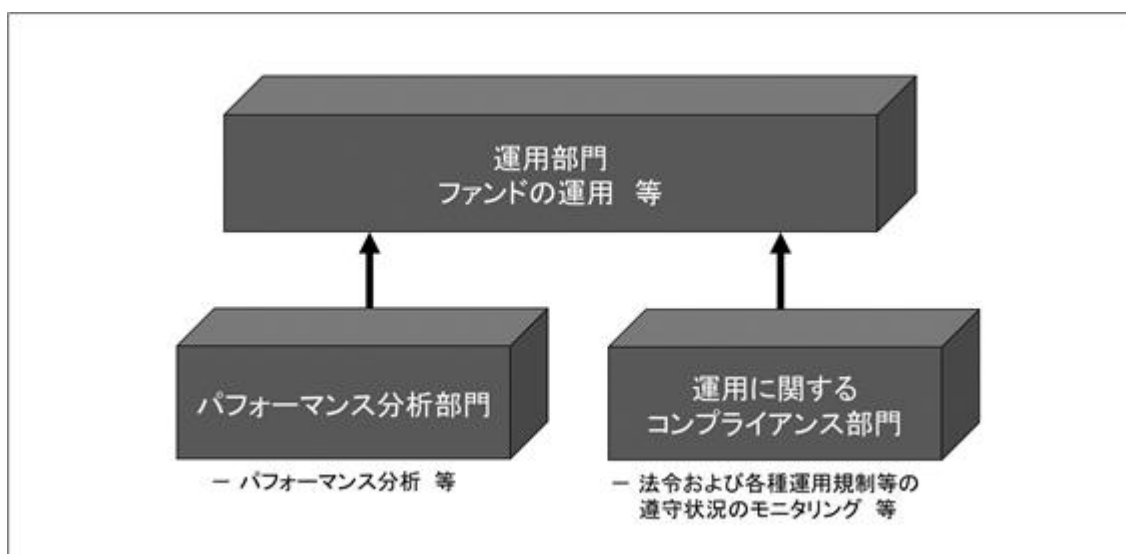 運用部門
ファンドの運用 等
パフォーマンス分析部門
－ パフォーマンス分析 等
運用に関する
コンプライアンス部門
－ 法令および各種運用規制等の
遵守状況のモニタリング 等